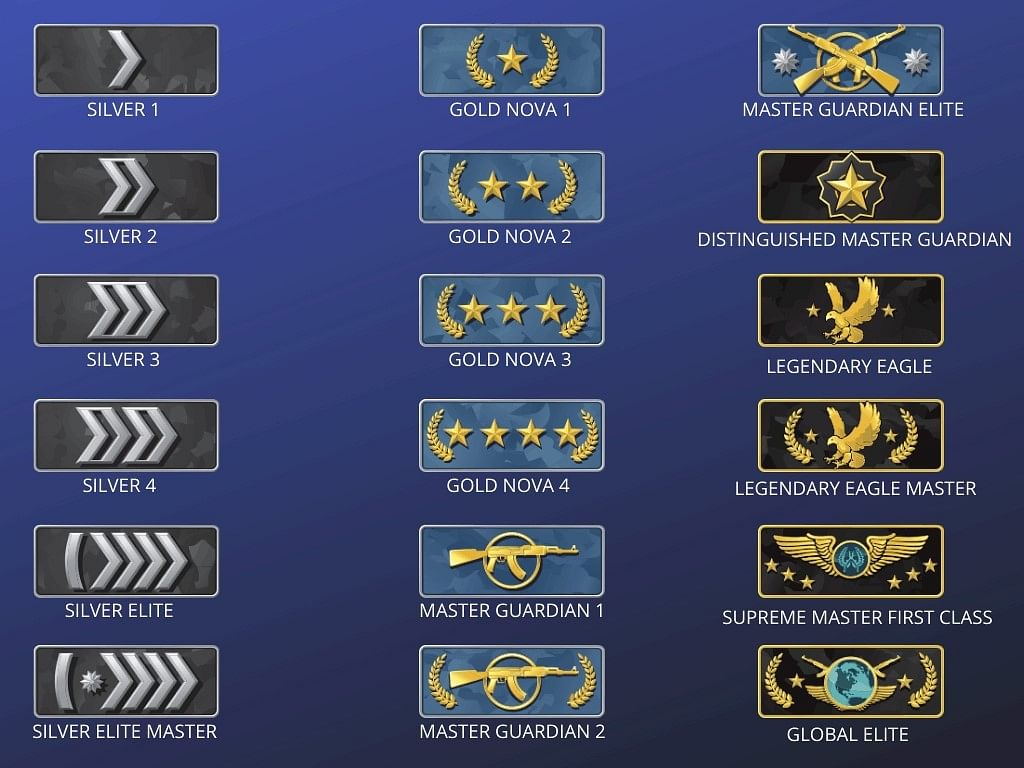 SILVER 1
SILVER 2
SILVER 3
SILVER 4
SILVER ELITE
SILVER ELITE MASTER
GOLD NOVA 1
GOLD NOVA 2
GOLD NOVA 3
GOLD NOVA 4
MASTER GUARDIAN 1
MASTER GUARDIAN 2
MASTER GUARDIAN ELITE
DISTINGUISHED MASTER GUARDIAN
LEGENDARY EAGLE
LEGENDARY EAGLE MASTER
SUPREME MASTER FIRST CLASS
GLOBAL ELITE